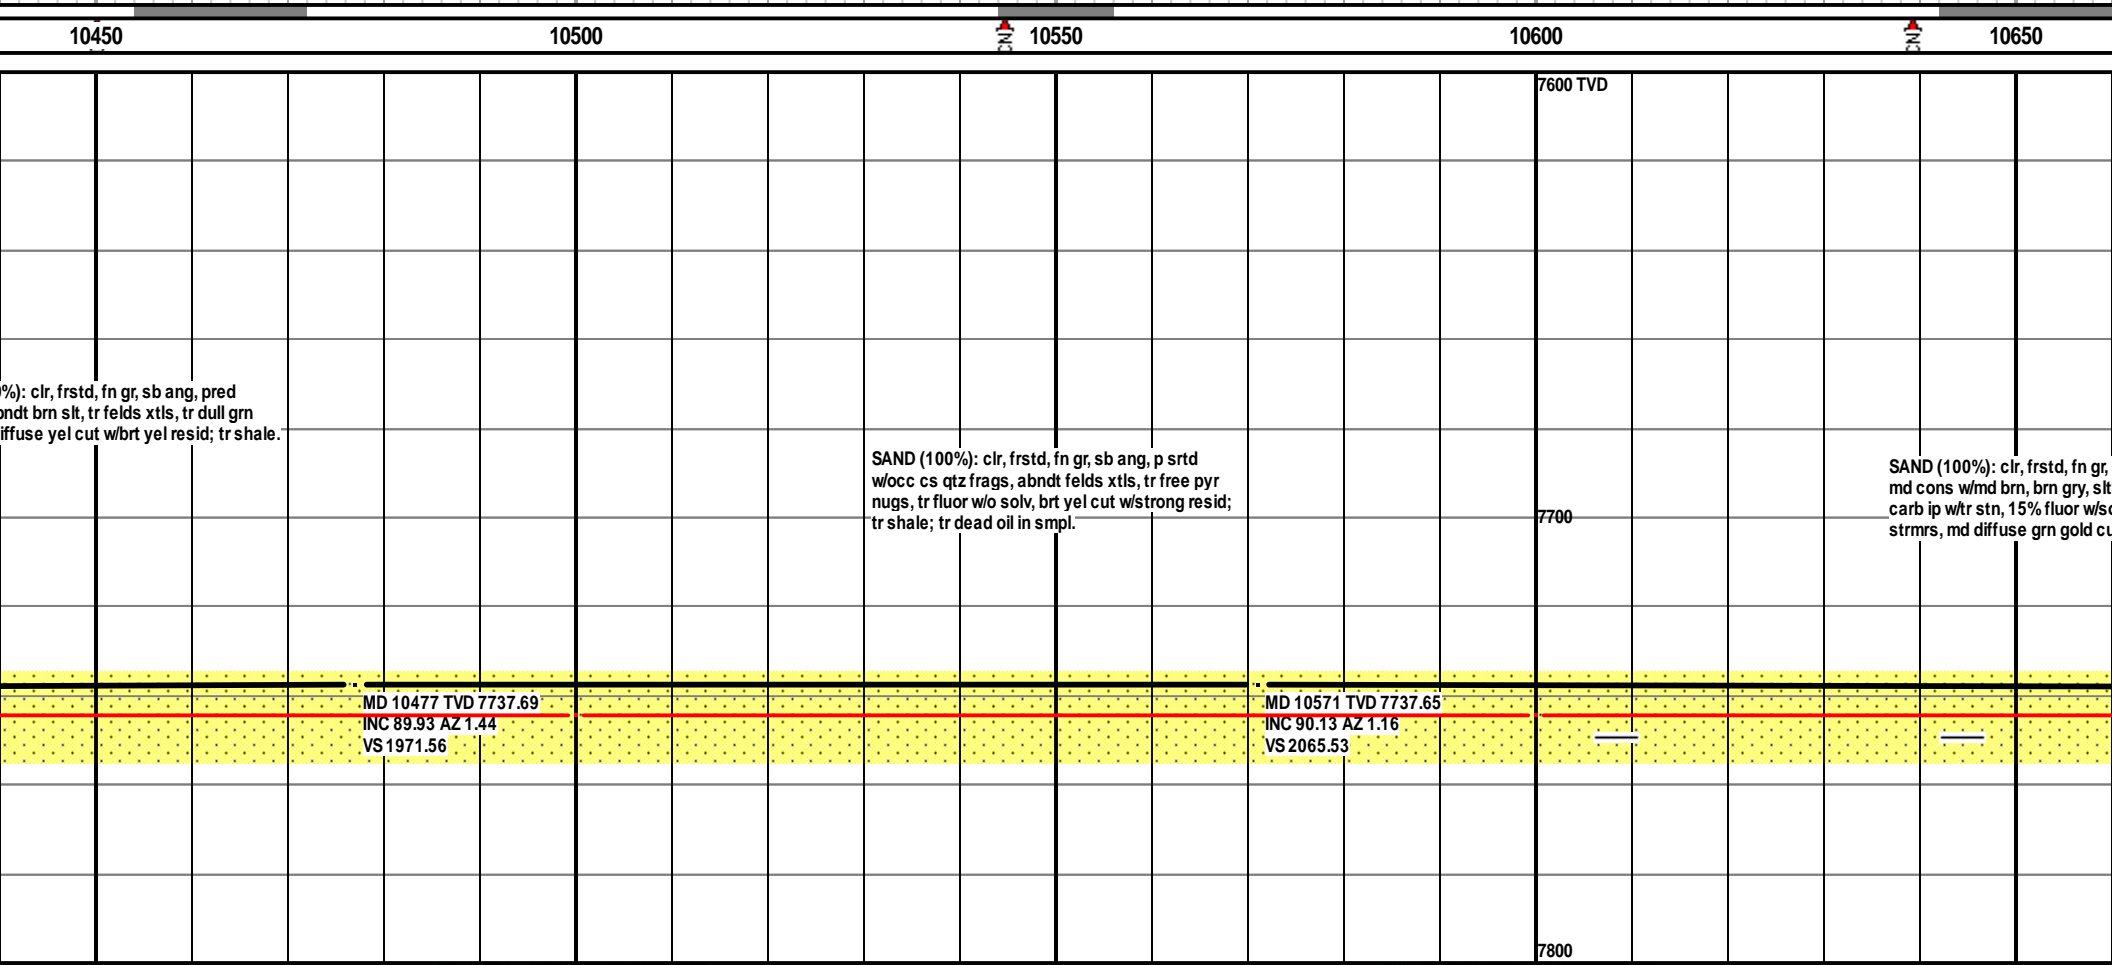 10450 10500 CN 10550 10600 CN 10650
7600 TVD
%): clr, frstd, fn gr, sb ang, pred
ndt brn slt, tr felds xtls, tr dull grn
iffuse yel cut w/brt yel resid; tr shale.
SAND (100%): clr, frstd, fn gr, sb ang, p srtd
w/occ cs qtz frags, abndt felds xtls, tr free pyr
nugs, tr fluor w/o solv, brt yel cut w/strong resid;
tr shale; tr dead oil in smpl.
SAND (100%): clr, frstd, fn gr,
md cons w/md brn, brn gry, slt
carb ip w/tr stn, 15% fluor w/sc
strmrs, md diffuse grn gold cu
7700
MD 10477 TVD 7737.69
INC 89.93 AZ 1.44
VS 1971.56
MD 10571 TVD 7737.65
INC 90.13 AZ 1.16
VS 2065.53
7800